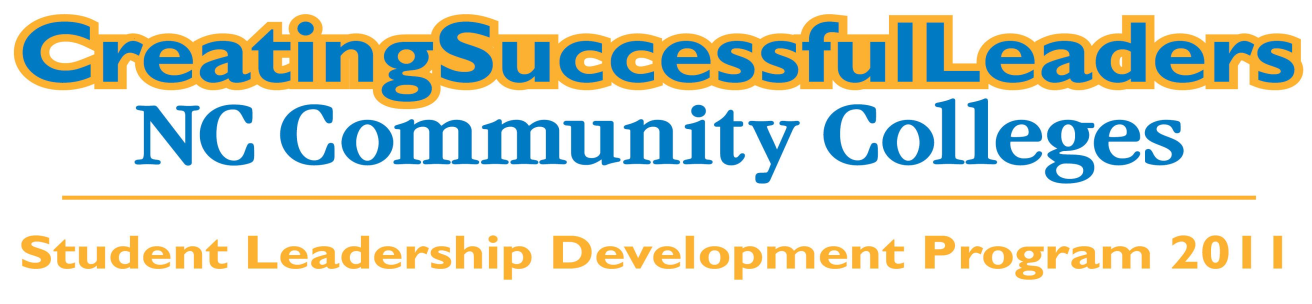 CreatingSuccessfulLeaders
NC Community Colleges
Student Leadership Development Program 2011